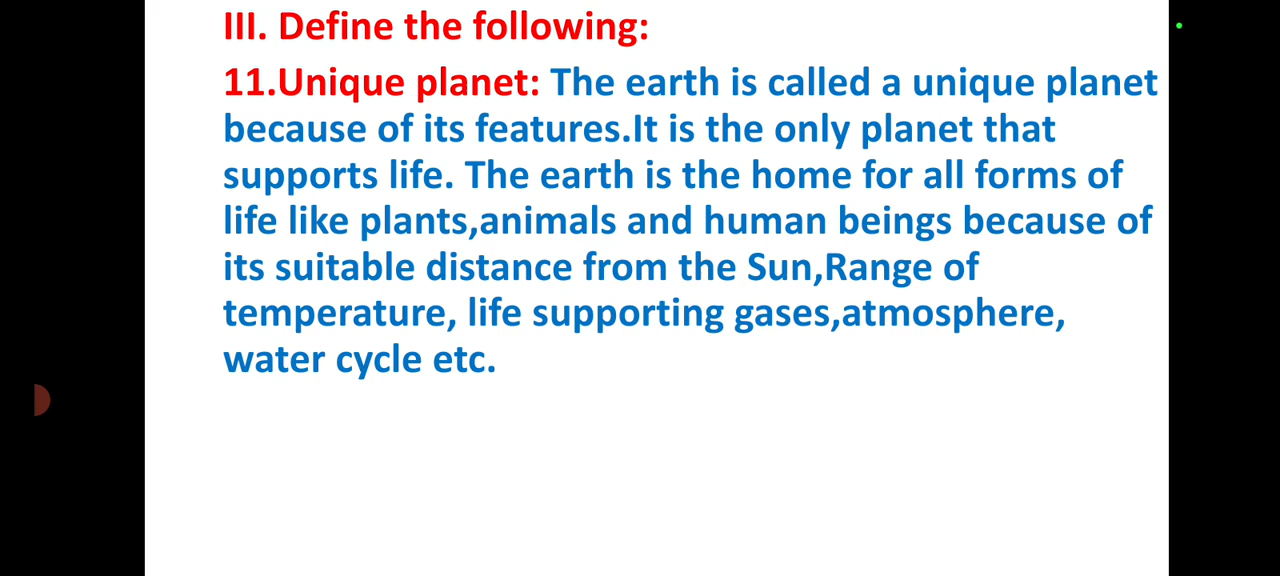 III. Define the following:
11.Unique planet: The earth is called a unique planet
because of its features.It is the only planet that
supports life. The earth is the home for all forms of
life like plants,animals and human beings because of
its suitable distance from the Sun,Range of
temperature, life supporting gases,atmosphere,
water cycle etc.